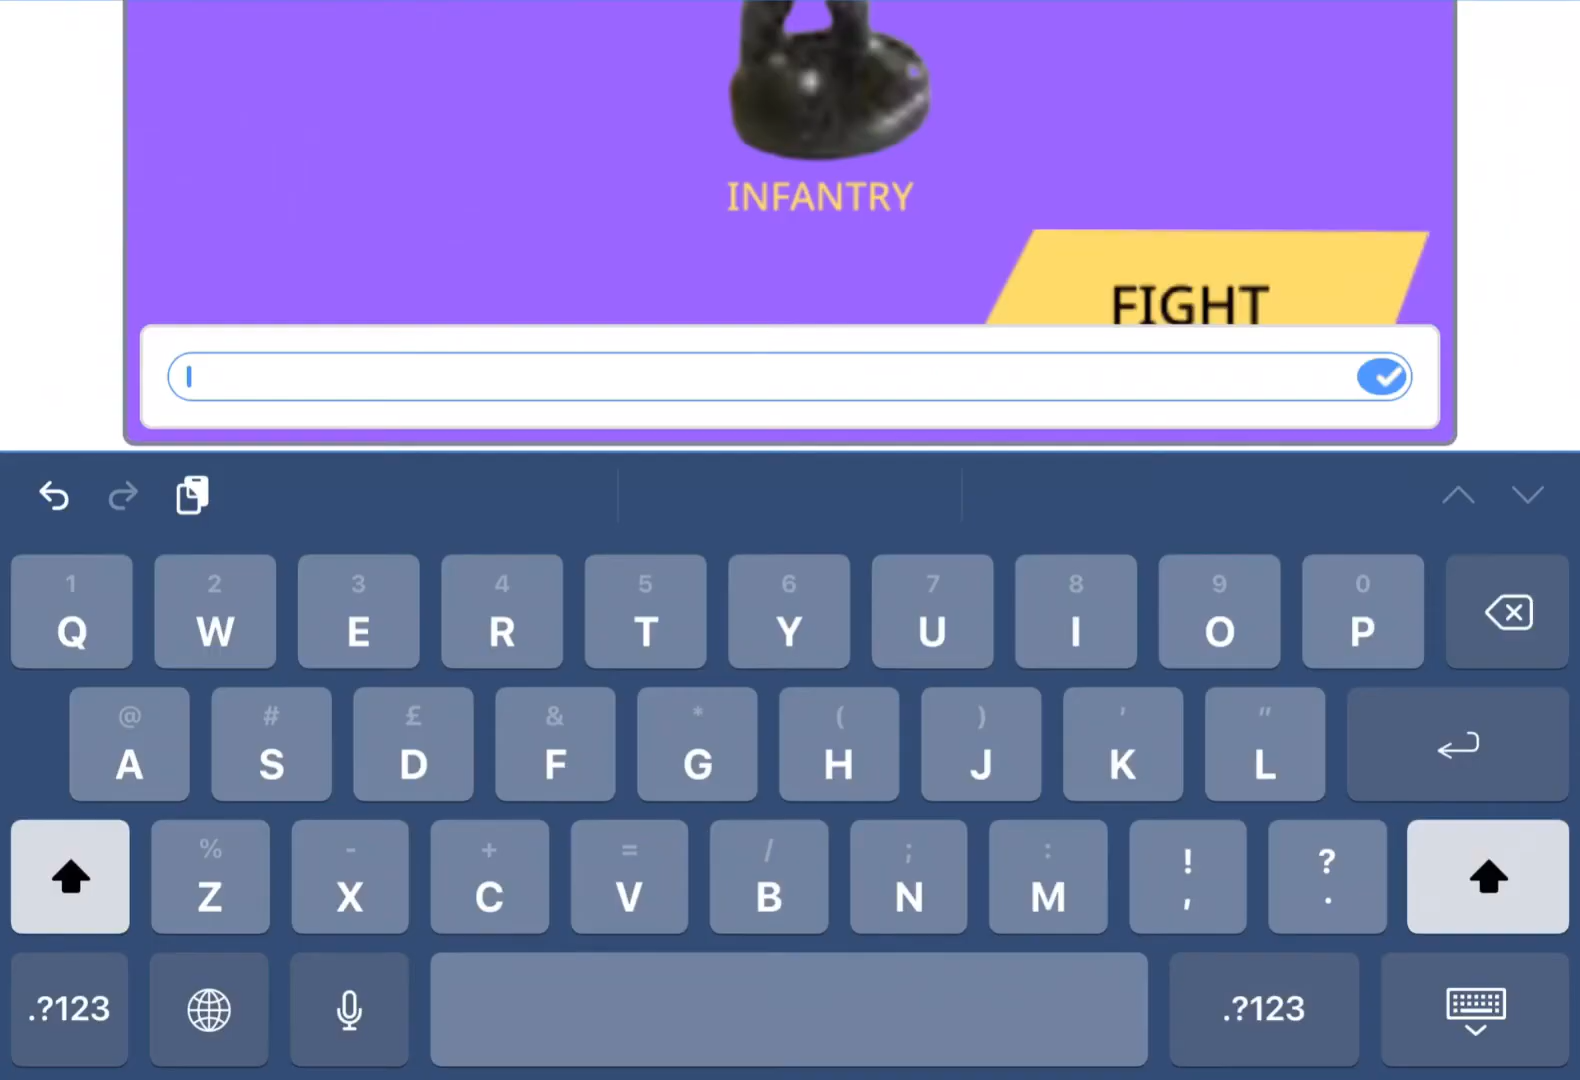 INFANTRY
FIGHT
1 2 3 4 5 6 7 8 9 0
Q W E R T Y U I O P
@ # £ & * ( ) ' "
A S D F G H J K L
% - + = / ; : ! ?
Z X C V B N M , .
.?123 .?123